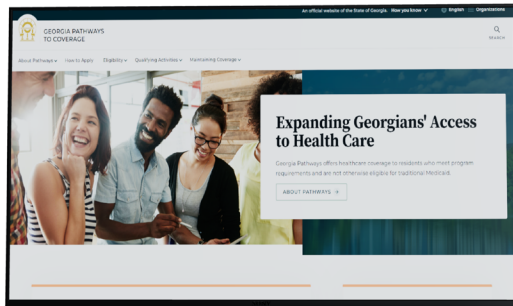 An official website of the State of Georgia. How you know
English Organizations
GEORGIA PATHWAYS
TO COVERAGE
SEARCH
About Pathways How to Apply Eligibility Qualifying Activities Maintaining Coverage
Expanding Georgians' Access
to Health Care
Georgia Pathways offers healthcare coverage to residents who meet program
requirements and are not otherwise eligible for traditional Medicaid.
ABOUT PATHWAYS →